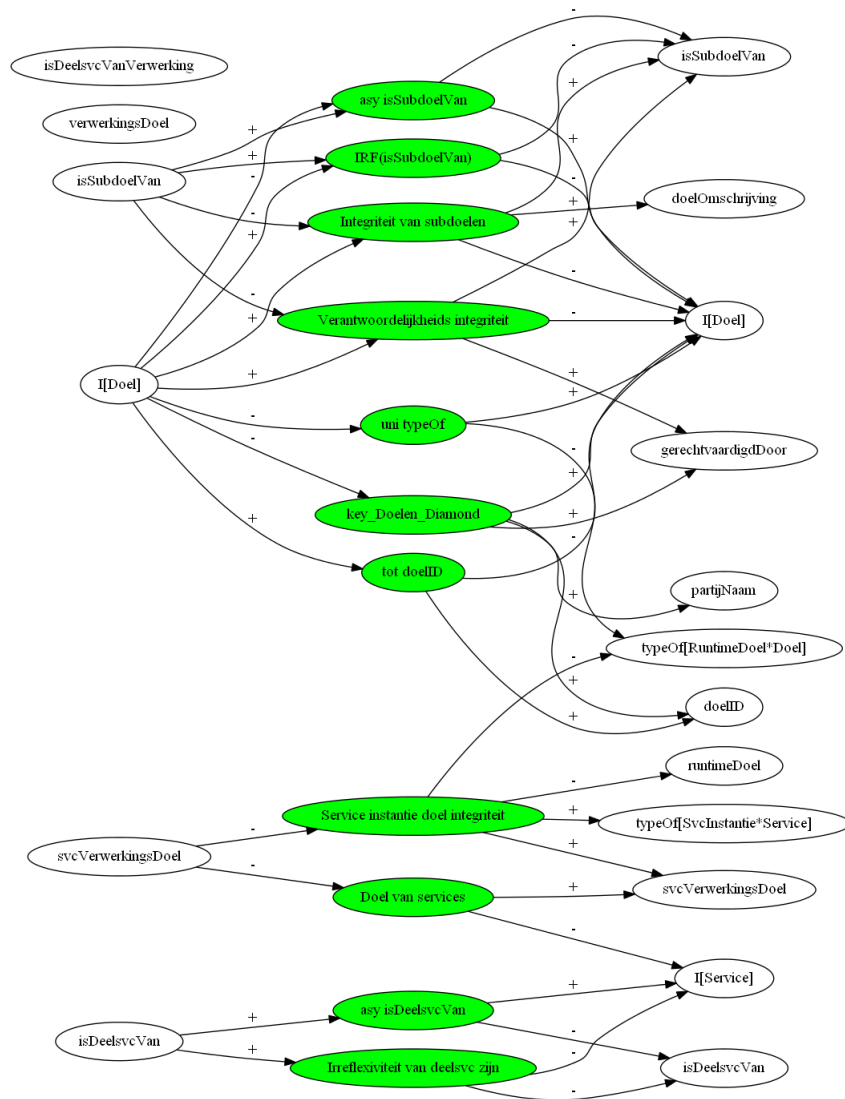 isDeelsvcVanVerwerking
verwerkingsDoel
isSubdoelVan
I[Doel]
svcVerwerkingsDoel
isDeelsvcVan
asy isSubdoelVan
IRF(isSubdoelVan)
Integriteit van subdoelen
Verantwoordelijkheids integriteit
uni typeOf
key_Doelen_Diamond
tot doelID
Service instantie doel integriteit
Doel van services
asy isDeelsvcVan
Irreflexiviteit van deelsvc zijn
isSubdoelVan
doelOmschrijving
I[Doel]
gerechtvaardigdDoor
partijNaam
typeOf[RuntimeDoel*Doel]
doelID
runtimeDoel
typeOf[SvcInstantie*Service]
svcVerwerkingsDoel
I[Service]
isDeelsvcVan
+
+
-
+
-
+
+
-
-
+
-
-
+
+
-
-
+
+
-
+
-
+
-
-
+
+
-
+
+
-
+
+
-
+
+
+
-
+
-
-
-